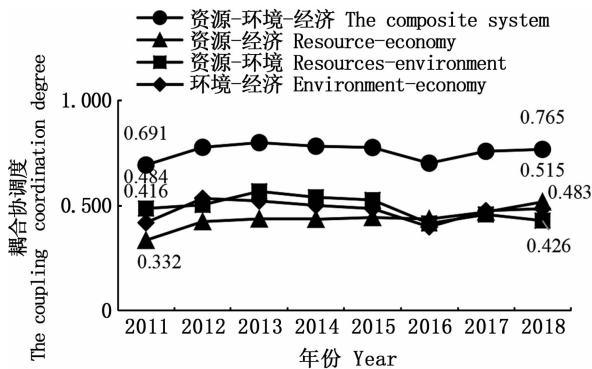 资源-环境-经济 The composite system
资源-经济 Resource-economy
资源-环境 Resources-environment
环境-经济 Environment-economy
耦合协调度
The coupling coordination degree
1.000
0.500
0
0.691
0.484
0.416
0.332
0.765
0.515
0.483
0.426
2011 2012 2013 2014 2015 2016 2017 2018
年份 Year